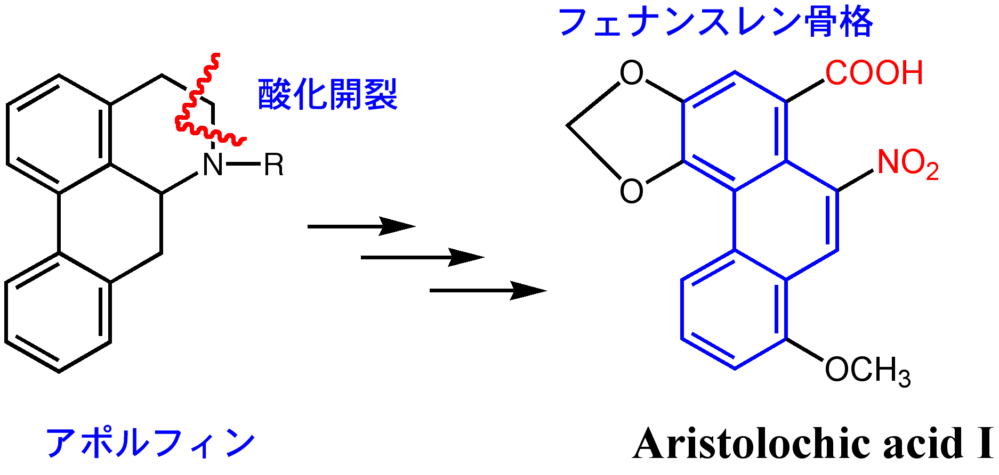 フェナンスレン骨格
O
COOH
酸化開裂
N
R
NO2
O
OCH3
アポルフィン
Aristolochic acid I